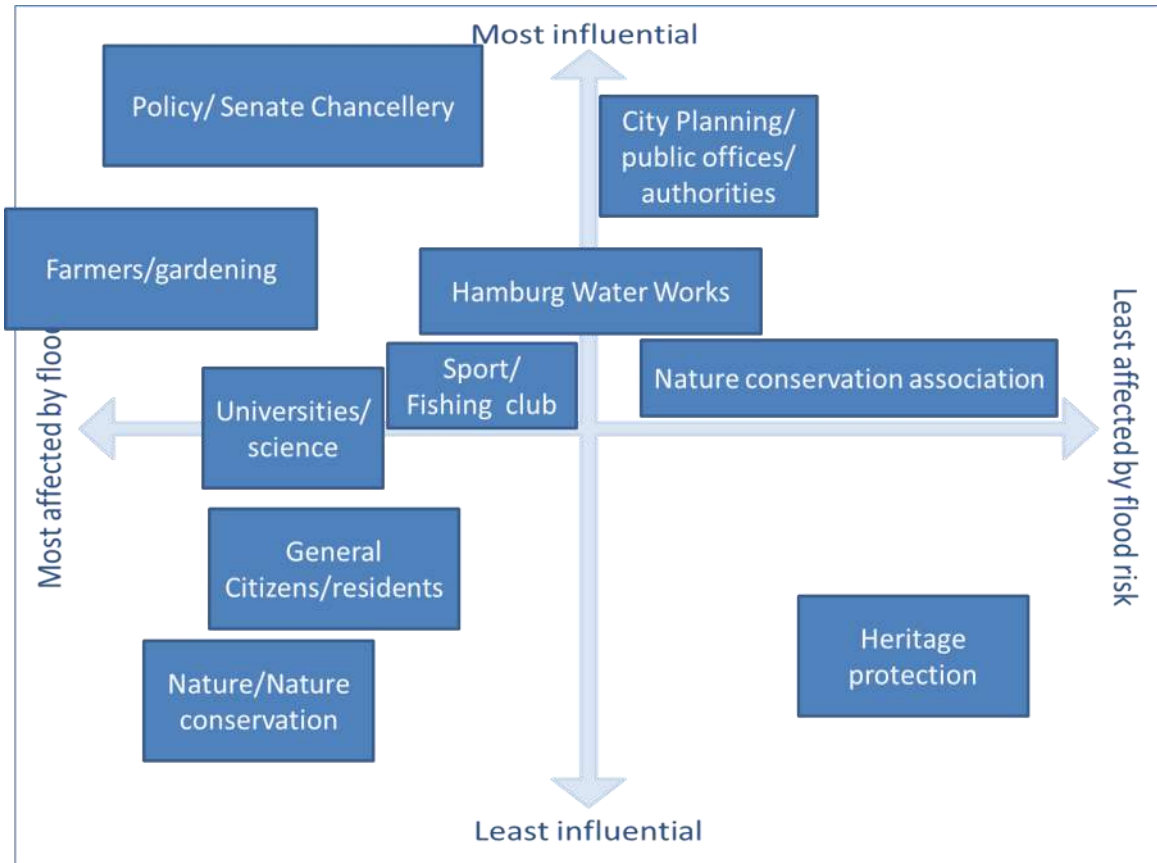 Most influential
Policy/ Senate Chancellery
City Planning/
public offices/
authorities
Farmers/gardening
Hamburg Water Works
Sport/
Fishing club
Nature conservation association
Universities/
science
Most affected by flood
Least affected by flood risk
General
Citizens/residents
Nature/Nature
conservation
Heritage
protection
Least influential